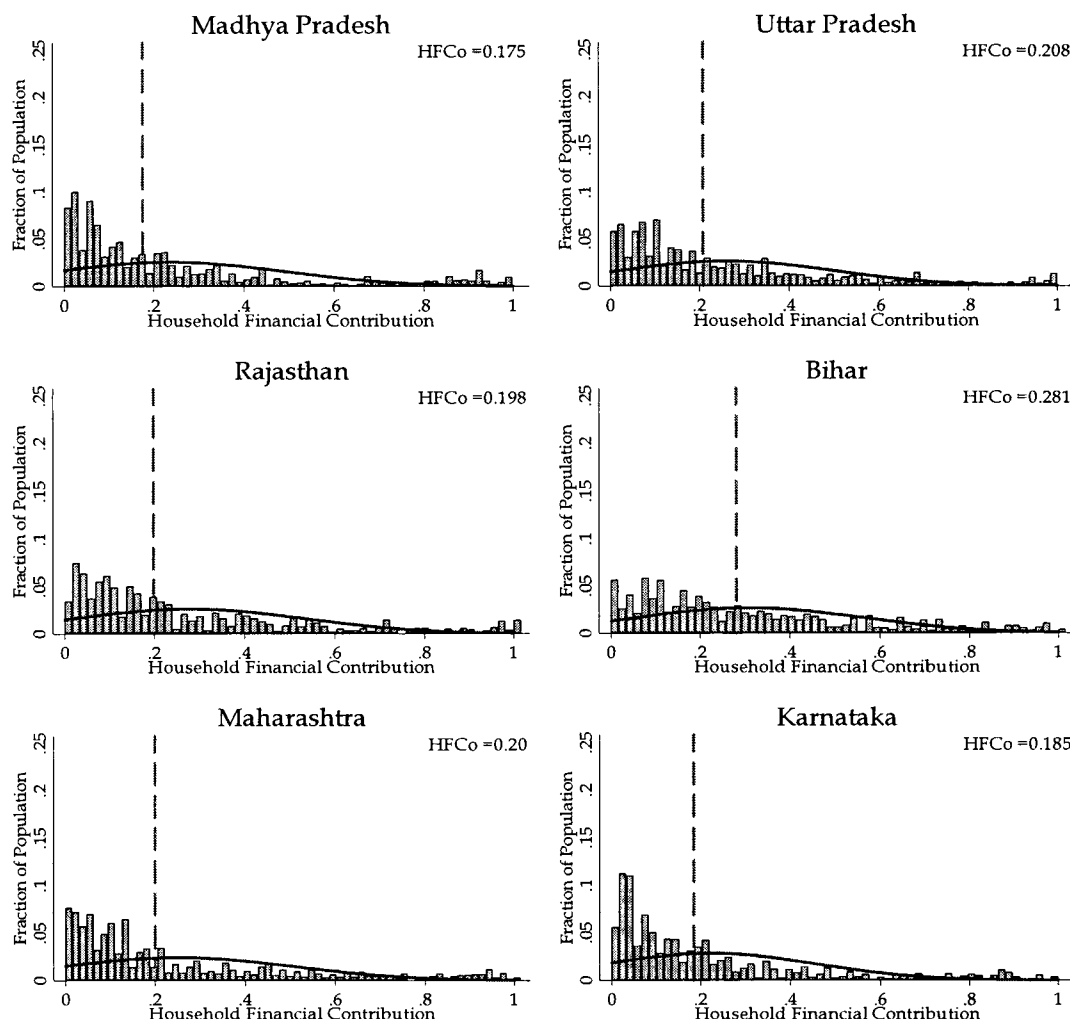 Madhya Pradesh
HFCo =0.175
Fraction of Population
0 .05 .1 .15 .2 .25
0 .2 .4 .6 .8 1
Household Financial Contribution
Uttar Pradesh
HFCo =0.208
Fraction of Population
0 .05 .1 .15 .2 .25
0 .2 .4 .6 .8 1
Household Financial Contribution
Rajasthan
HFCo =0.198
Fraction of Population
0 .05 .1 .15 .2 .25
0 .2 .4 .6 .8 1
Household Financial Contribution
Bihar
HFCo =0.281
Fraction of Population
0 .05 .1 .15 .2 .25
0 .2 .4 .6 .8 1
Household Financial Contribution
Maharashtra
HFCo =0.20
Fraction of Population
0 .05 .1 .15 .2 .25
0 .2 .4 .6 .8 1
Household Financial Contribution
Karnataka
HFCo =0.185
Fraction of Population
0 .05 .1 .15 .2 .25
0 .2 .4 .6 .8 1
Household Financial Contribution